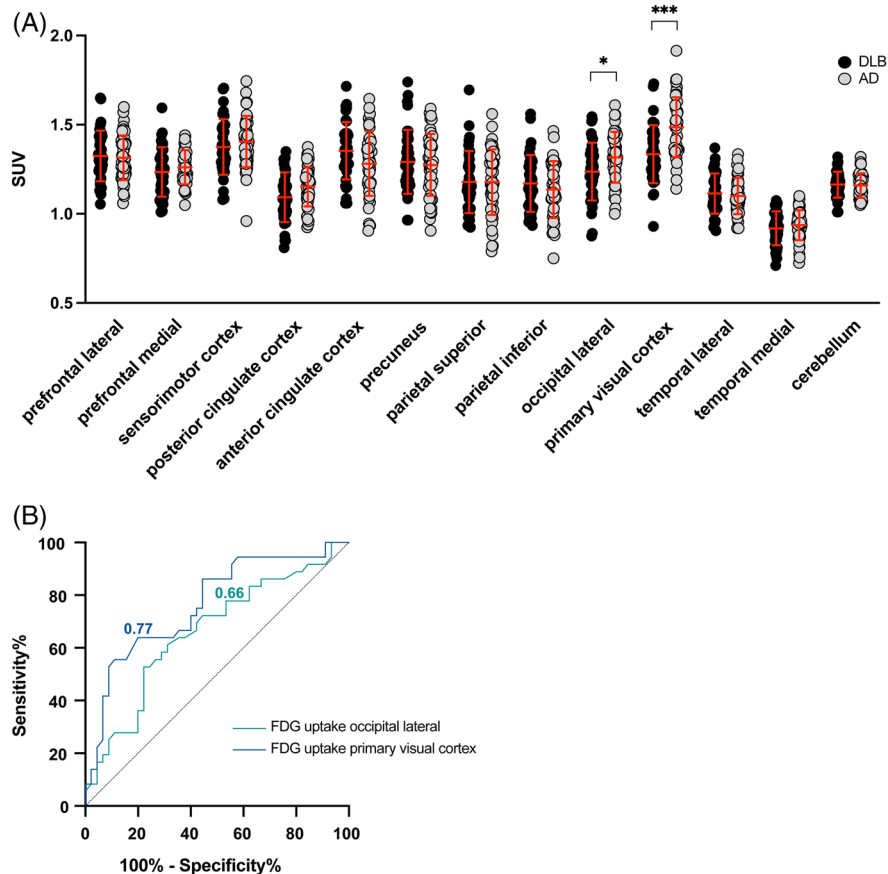 (A)
2.0
1.5
1.0
0.5
SUV
*
***
DLB
AD
prefrontal lateral
prefrontal medial
sensorimotor cortex
posterior cingulate cortex
anterior cingulate cortex
precuneus
parietal superior
parietal inferior
occipital lateral
primary visual cortex
temporal lateral
temporal medial
cerebellum
(B)
100
80
60
40
20
0
Sensitivity%
0.77
0.66
FDG uptake occipital lateral
FDG uptake primary visual cortex
0 20 40 60 80 100
100% - Specificity%